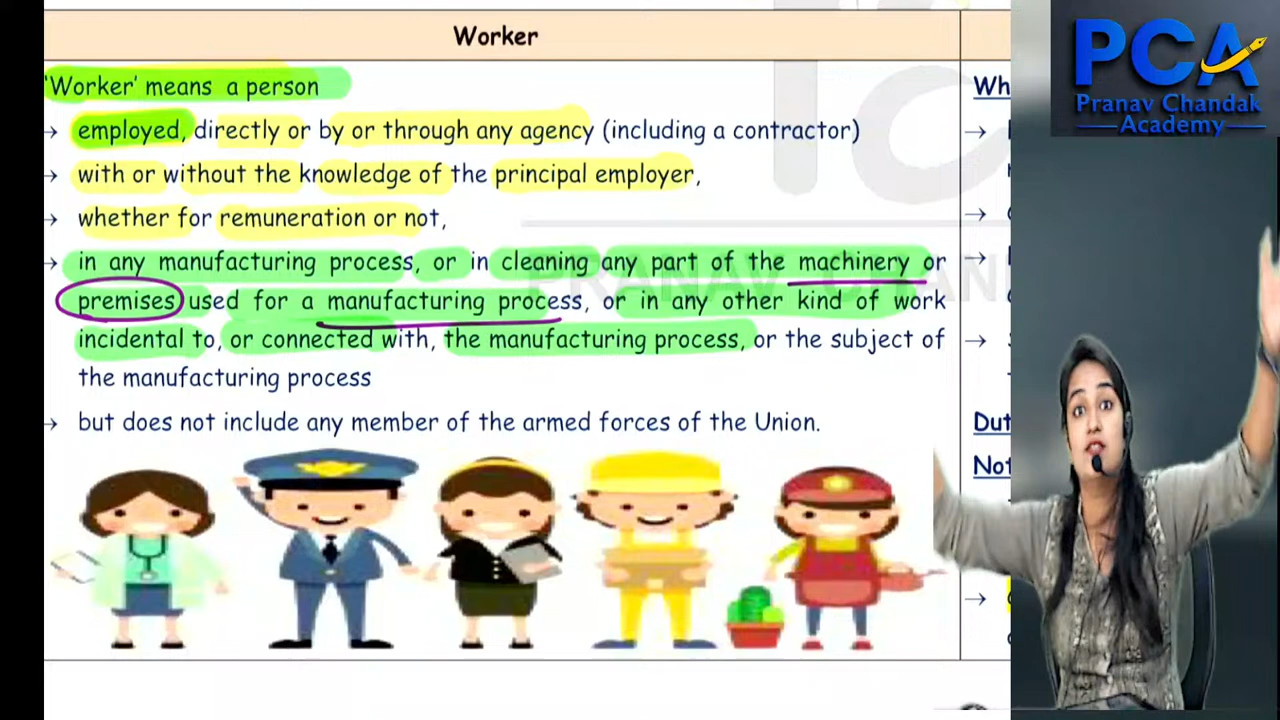 Worker
'Worker' means a person
→ employed, directly or by or through any agency (including a contractor)
→ with or without the knowledge of the principal employer,
→ whether for remuneration or not,
→ in any manufacturing process, or in cleaning any part of the machinery or
premises used for a manufacturing process, or in any other kind of work
incidental to, or connected with, the manufacturing process, or the subject of
the manufacturing process
→ but does not include any member of the armed forces of the Union.
Wh
→
→
→
→
Dut
Not
→
PCA
Pranav Chandak
Academy
PRANAV CHAN